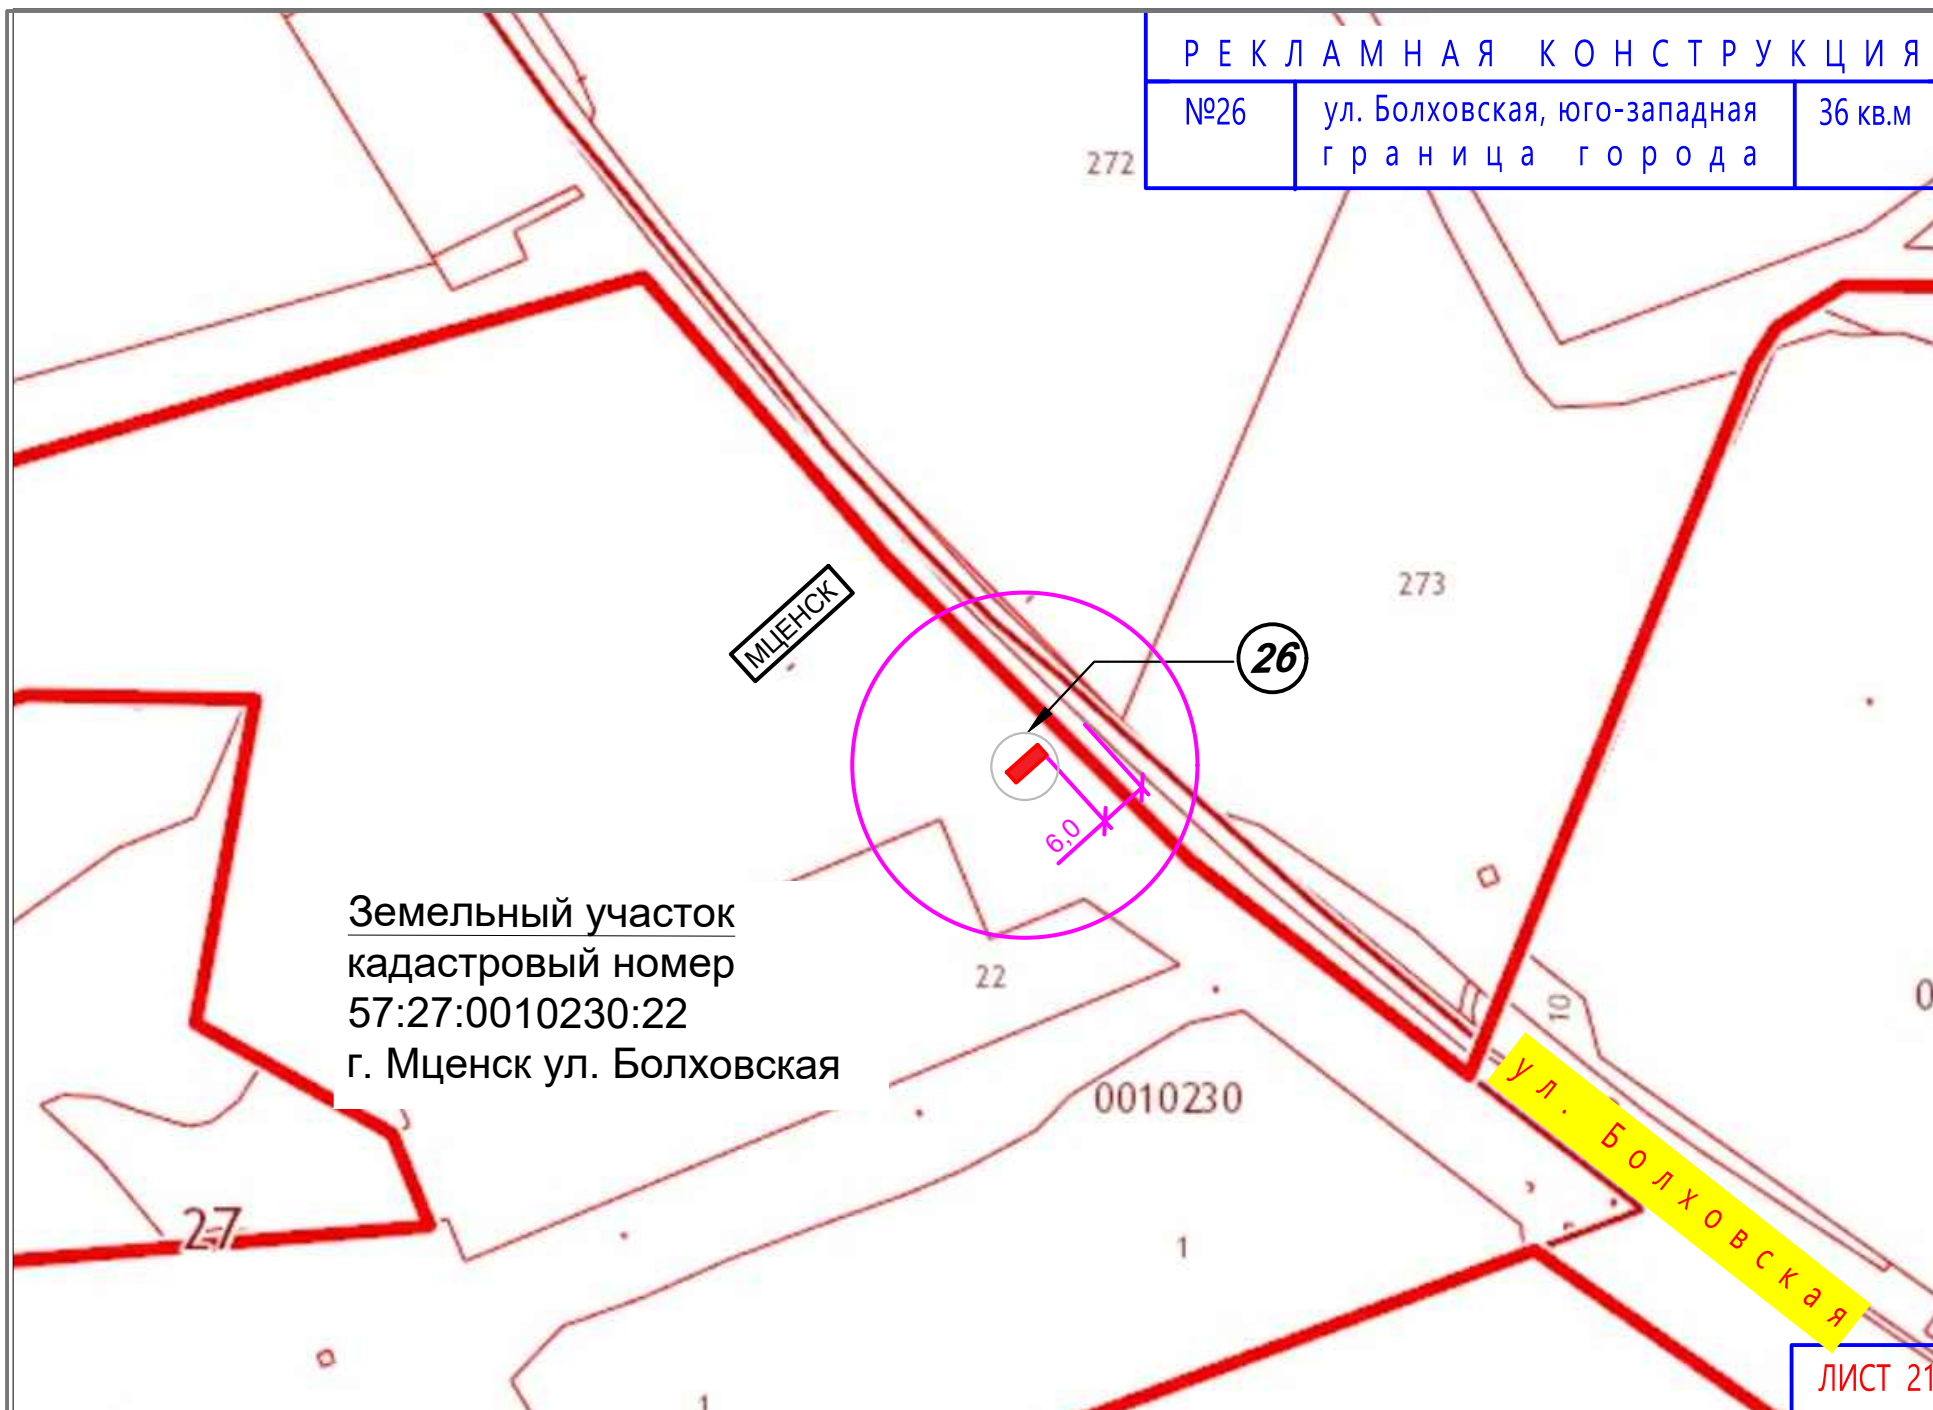 РЕКЛАМНАЯ КОНСТРУКЦИЯ
№26
ул. Болховская, юго-западная
граница города
36 кв.м
272
273
МЦЕНСК
26
6,0
Земельный участок
кадастровый номер
57:27:0010230:22
г. Мценск ул. Болховская
22
10
0
0010230
ул. Болховская
27
1
1
ЛИСТ 21